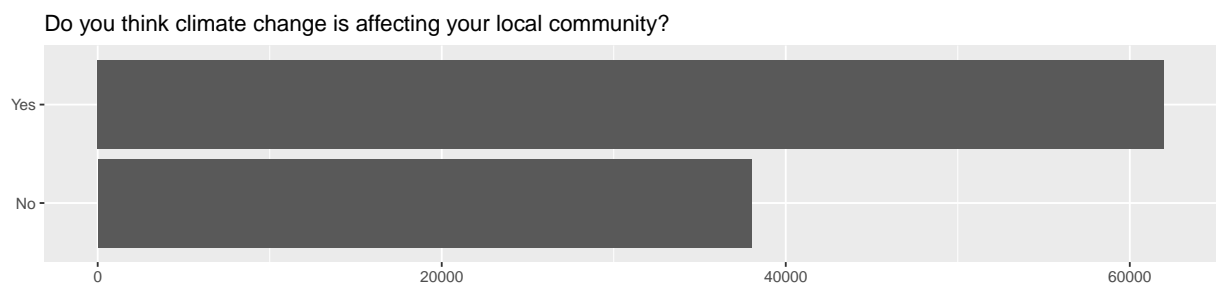 Do you think climate change is affecting your local community?
Yes
No
0 20000 40000 60000